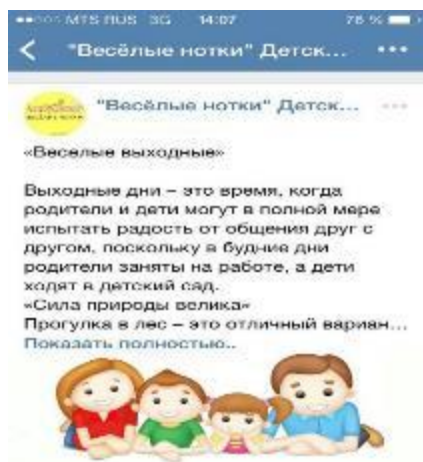 MTS RUS 3G 14:07 78 %
"Весёлые нотки" Детск...
"Весёлые нотки" Детск...
«Веселые выходные»
Выходные дни – это время, когда
родители и дети могут в полной мере
испытать радость от общения друг с
другом, поскольку в будние дни
родители заняты на работе, а дети
ходят в детский сад.
«Сила природы велика»
Прогулка в лес – это отличный вариан...
Показать полностью..